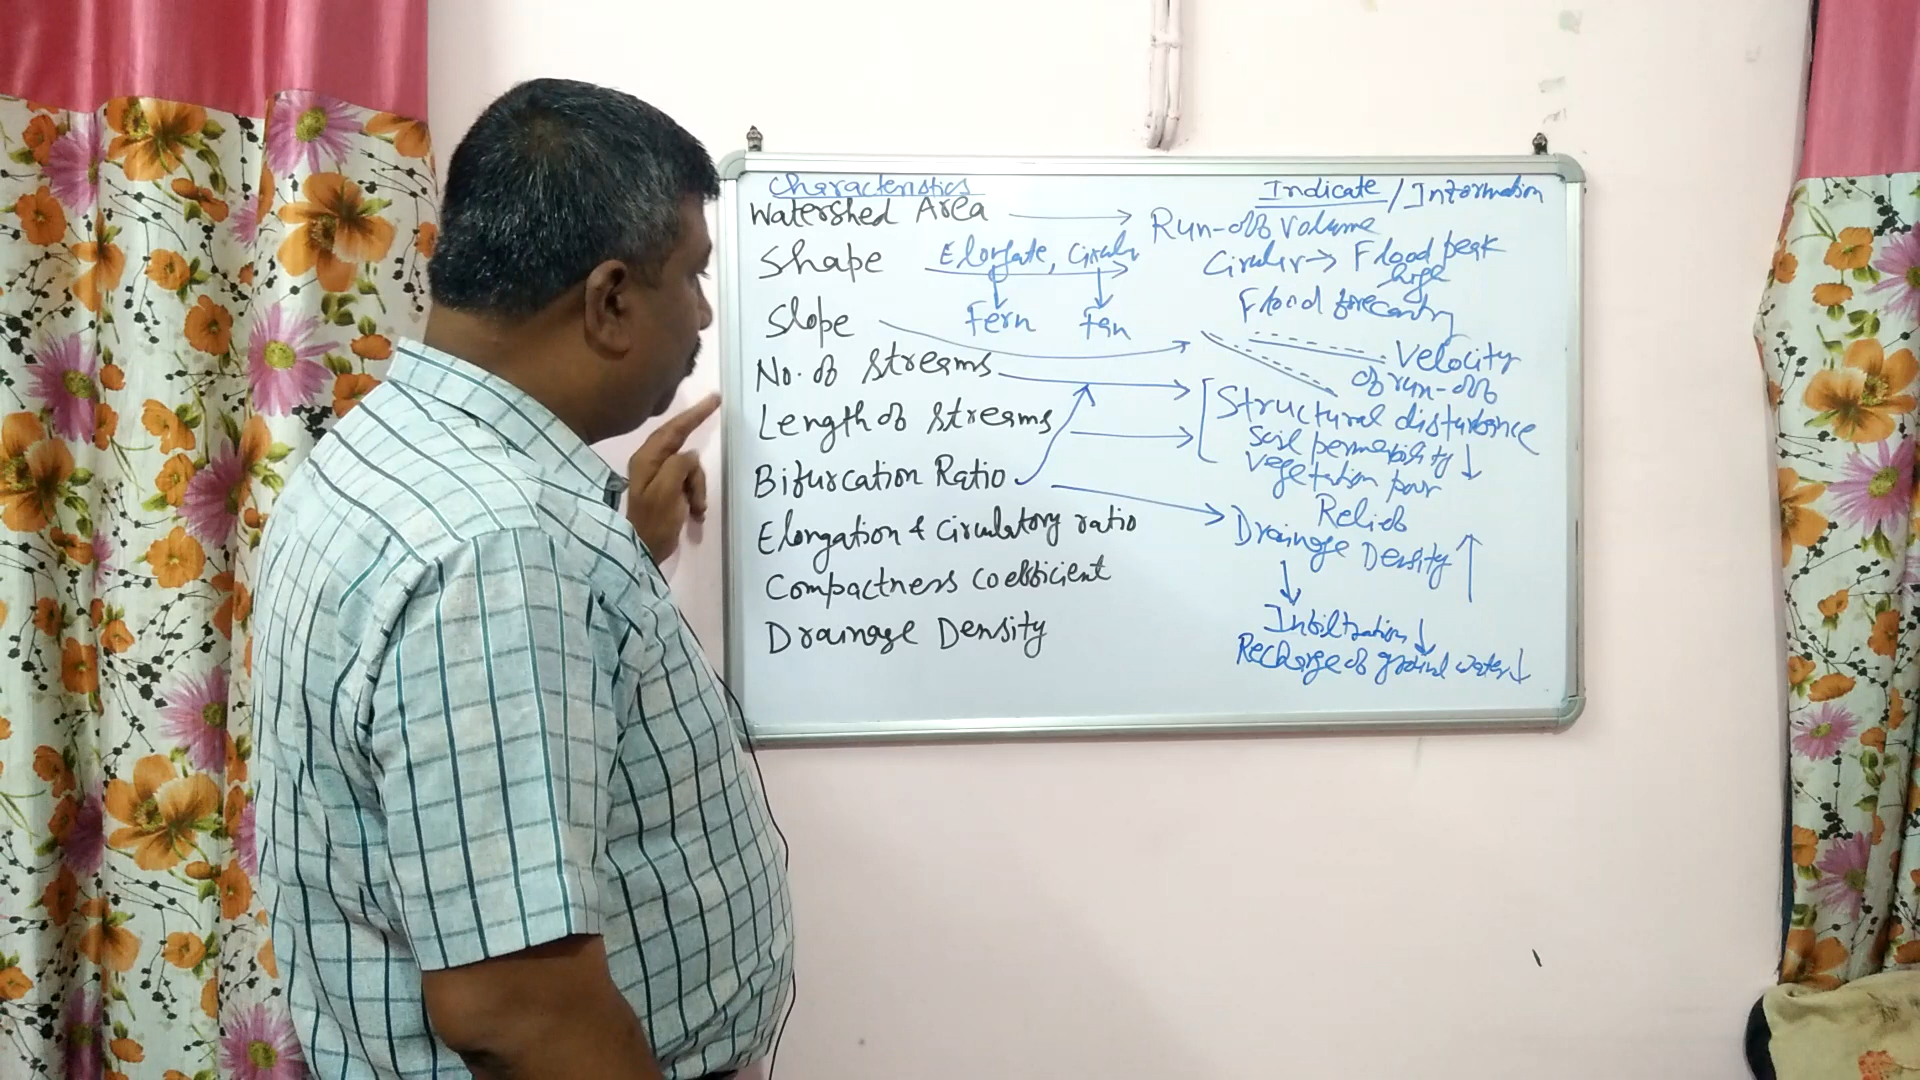 Characteristics
Indicate / Information
Watershed Area
Run-off Volume
Shape
Elongate, Circular
Circular → Flood peak
high
Fern Fan
Flood forecasting
Slope
Velocity
of run-off
No. of Streams
Structural disturbance
Length of Streams
Soil permeability ↓
Vegetation poor
Bifurcation Ratio
Relief
Drainage Density ↑
Elongation & Circulatory ratio
Compactness Coefficient
Infiltration ↓
Drainage Density
Recharge of ground water ↓